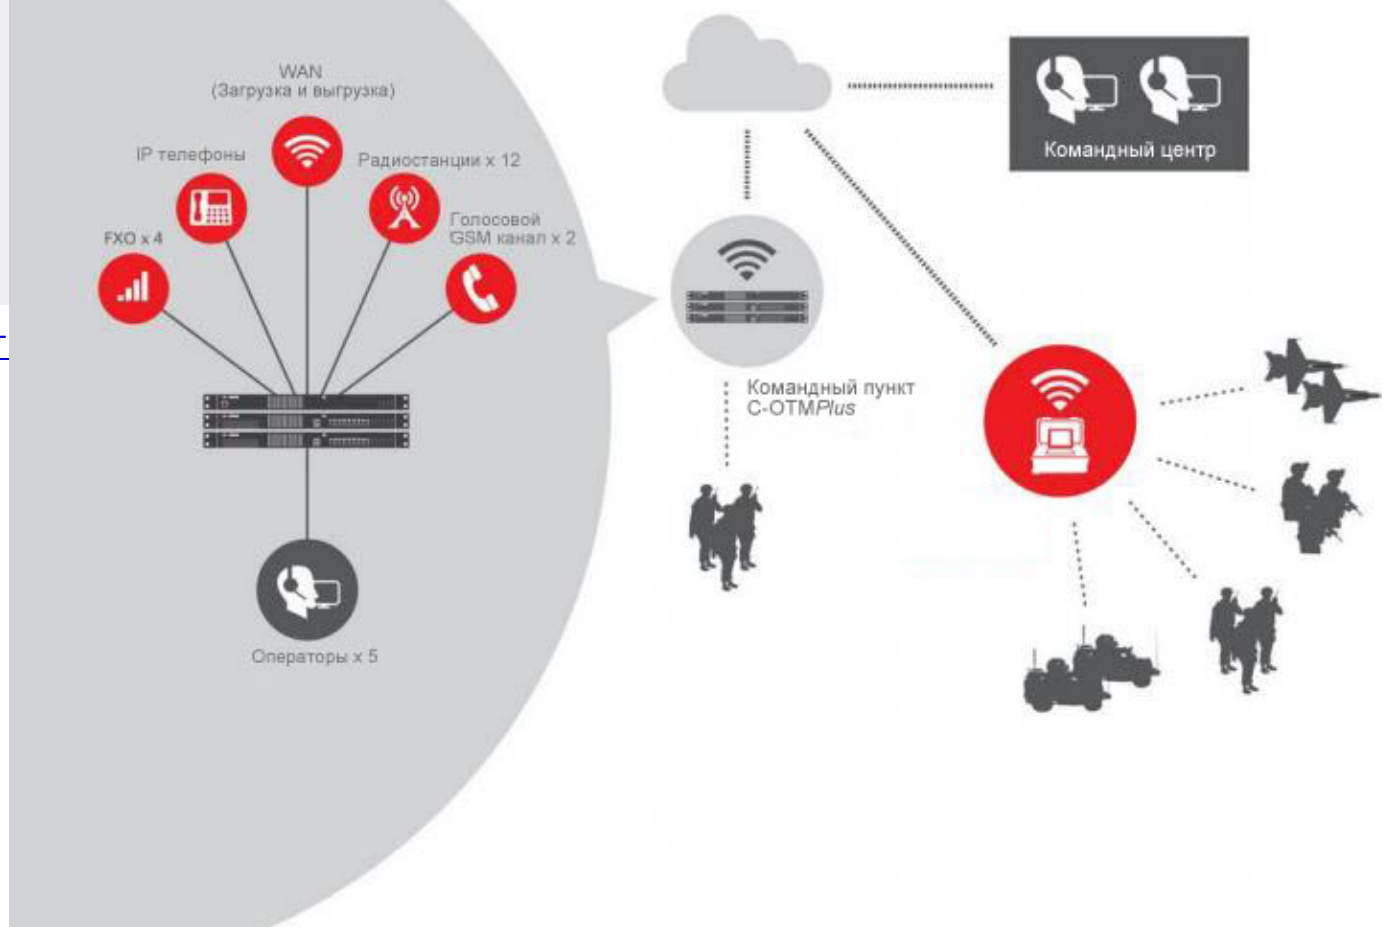 WAN
(Загрузка и выгрузка)
IP телефоны
Радиостанции x 12
FXO x 4
Голосовой
GSM канал x 2
Операторы x 5
Командный центр
Командный пункт
C-OTMPlus